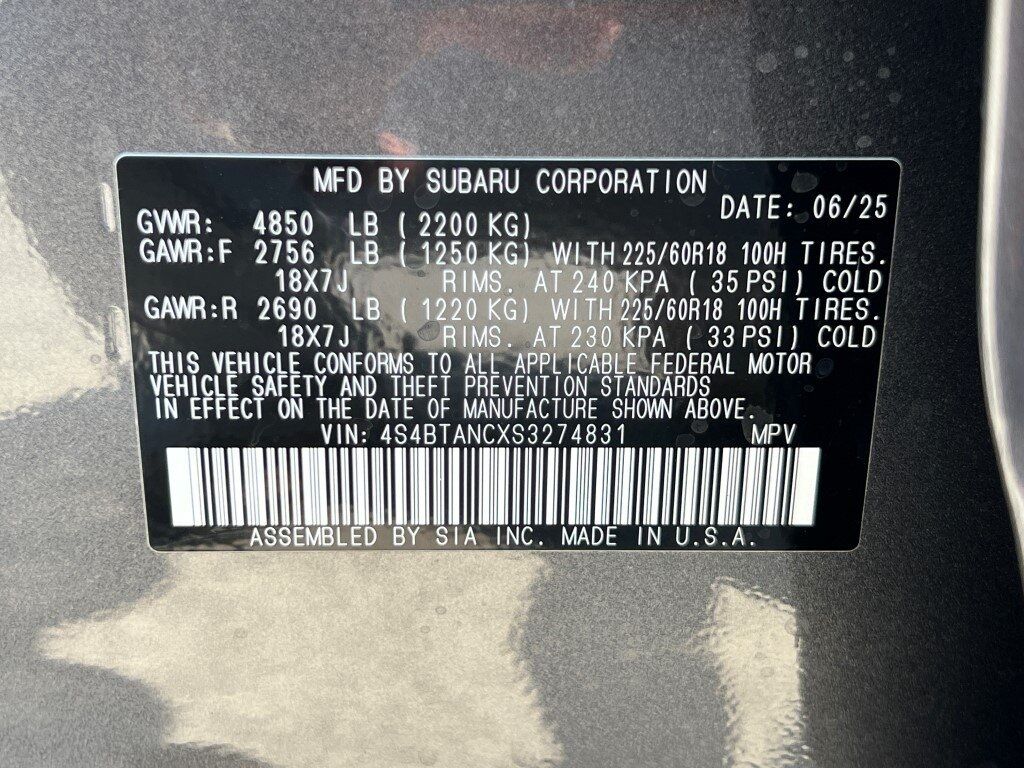 MFD BY SUBARU CORPORATION
DATE: 06/25
GVWR: 4850 LB ( 2200 KG)
GAWR:F 2756 LB ( 1250 KG) WITH 225/60R18 100H TIRES.
18X7J RIMS. AT 240 KPA ( 35 PSI) COLD
GAWR:R 2690 LB ( 1220 KG) WITH 225/60R18 100H TIRES.
18X7J RIMS. AT 230 KPA ( 33 PSI) COLD
THIS VEHICLE CONFORMS TO ALL APPLICABLE FEDERAL MOTOR
VEHICLE SAFETY AND THEFT PREVENTION STANDARDS
IN EFFECT ON THE DATE OF MANUFACTURE SHOWN ABOVE.
VIN: 4S4BTANCXS3274831 MPV
ASSEMBLED BY SIA INC. MADE IN U.S.A.